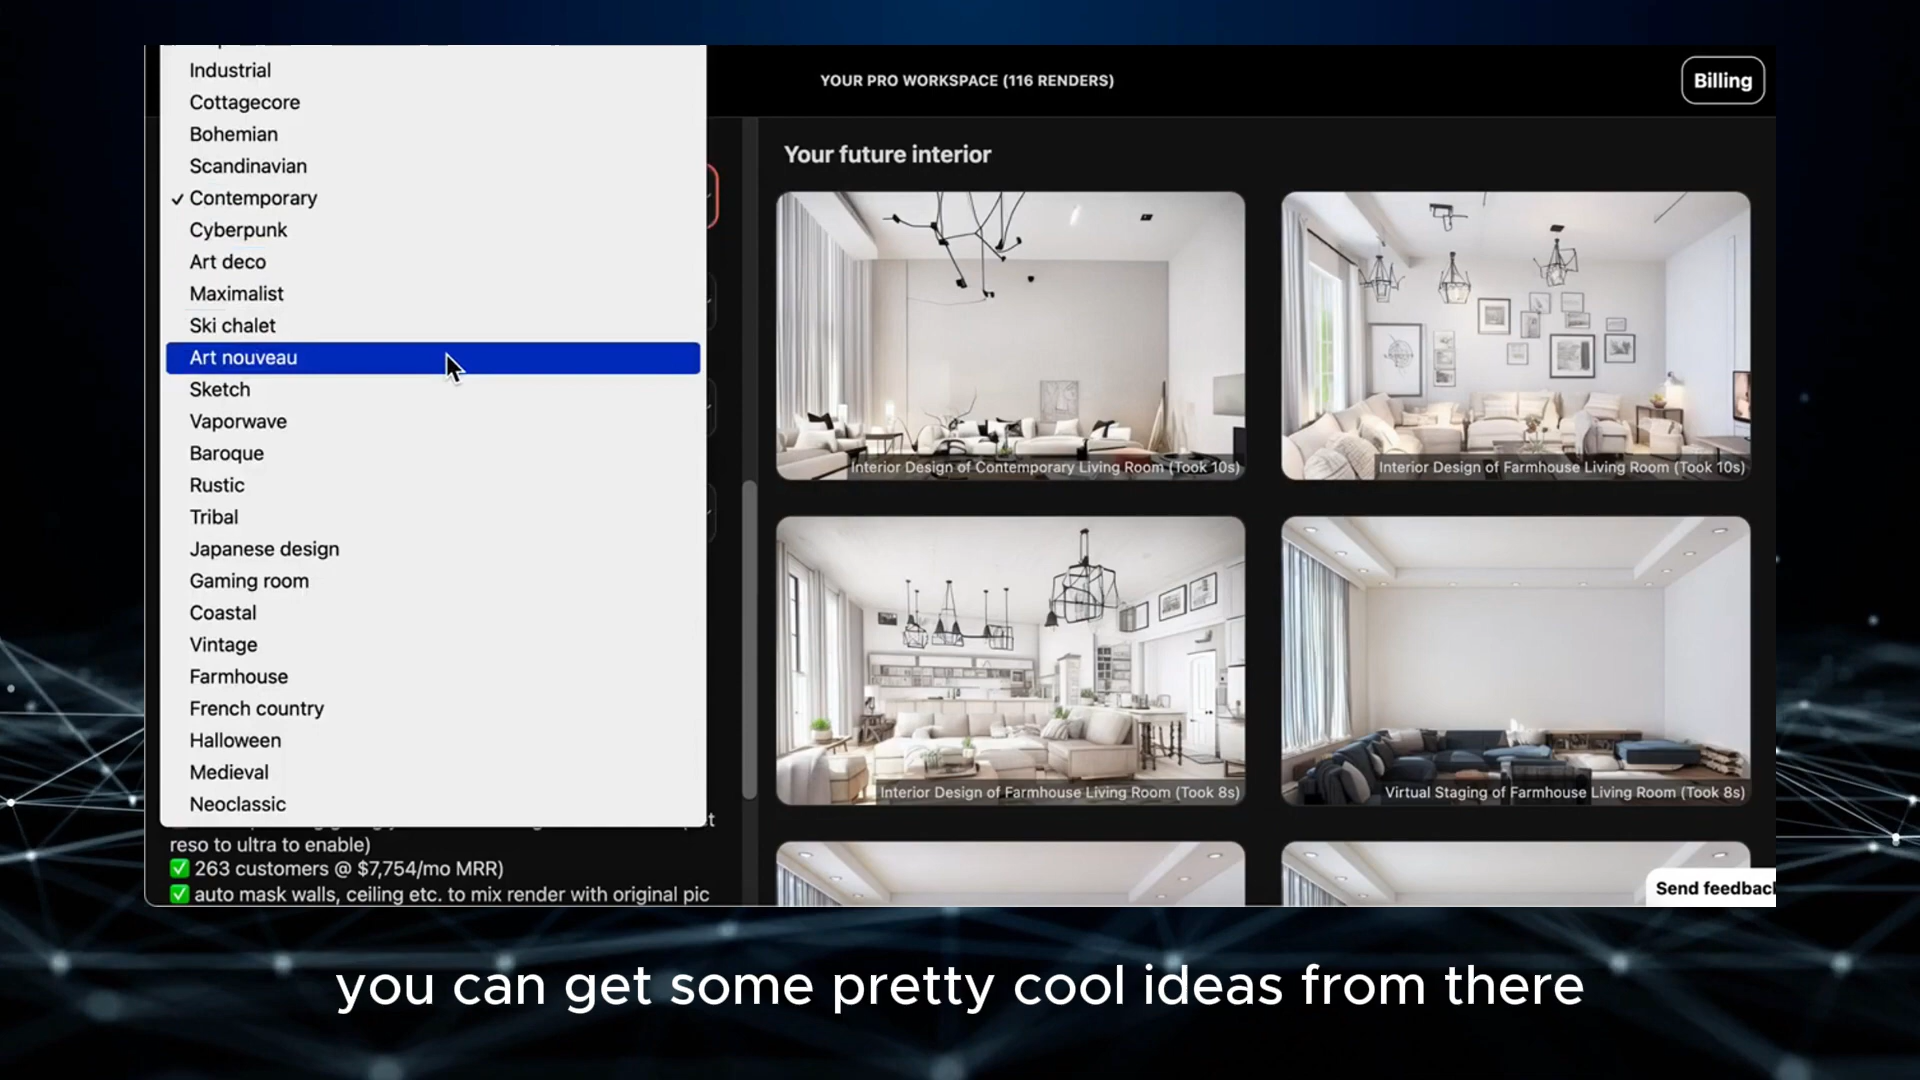 Industrial
Cottagecore
Bohemian
Scandinavian
✓ Contemporary
Cyberpunk
Art deco
Maximalist
Ski chalet
Art nouveau
Sketch
Vaporwave
Baroque
Rustic
Tribal
Japanese design
Gaming room
Coastal
Vintage
Farmhouse
French country
Halloween
Medieval
Neoclassic
reso to ultra to enable)
✅ 263 customers @ $7,754/mo MRR)
✅ auto mask walls, ceiling etc. to mix render with original pic
YOUR PRO WORKSPACE (116 RENDERS)
Billing
Your future interior
Interior Design of Contemporary Living Room (Took 10s)
Interior Design of Farmhouse Living Room (Took 10s)
Interior Design of Farmhouse Living Room (Took 8s)
Virtual Staging of Farmhouse Living Room (Took 8s)
Send feedback
you can get some pretty cool ideas from there